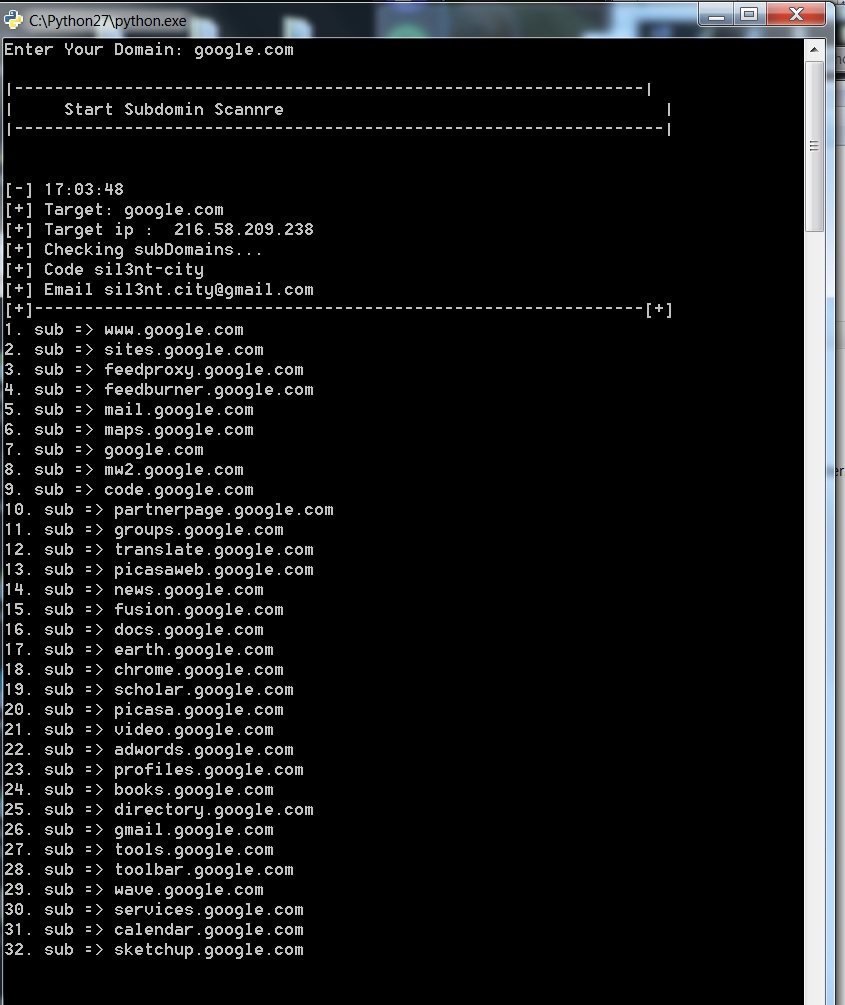 C:\Python27\python.exe
Enter Your Domain: google.com
|---------------------------------------------------------------|
|     Start Subdomin Scannre                                      |
|-----------------------------------------------------------------|
[-] 17:03:48
[+] Target: google.com
[+] Target ip :  216.58.209.238
[+] Checking subDomains...
[+] Code sil3nt-city
[+] Email sil3nt.city@gmail.com
[+]-------------------------------------------------------------[+]
1. sub => www.google.com
2. sub => sites.google.com
3. sub => feedproxy.google.com
4. sub => feedburner.google.com
5. sub => mail.google.com
6. sub => maps.google.com
7. sub => google.com
8. sub => mw2.google.com
9. sub => code.google.com
10. sub => partnerpage.google.com
11. sub => groups.google.com
12. sub => translate.google.com
13. sub => picasaweb.google.com
14. sub => news.google.com
15. sub => fusion.google.com
16. sub => docs.google.com
17. sub => earth.google.com
18. sub => chrome.google.com
19. sub => scholar.google.com
20. sub => picasa.google.com
21. sub => video.google.com
22. sub => adwords.google.com
23. sub => profiles.google.com
24. sub => books.google.com
25. sub => directory.google.com
26. sub => gmail.google.com
27. sub => tools.google.com
28. sub => toolbar.google.com
29. sub => wave.google.com
30. sub => services.google.com
31. sub => calendar.google.com
32. sub => sketchup.google.com